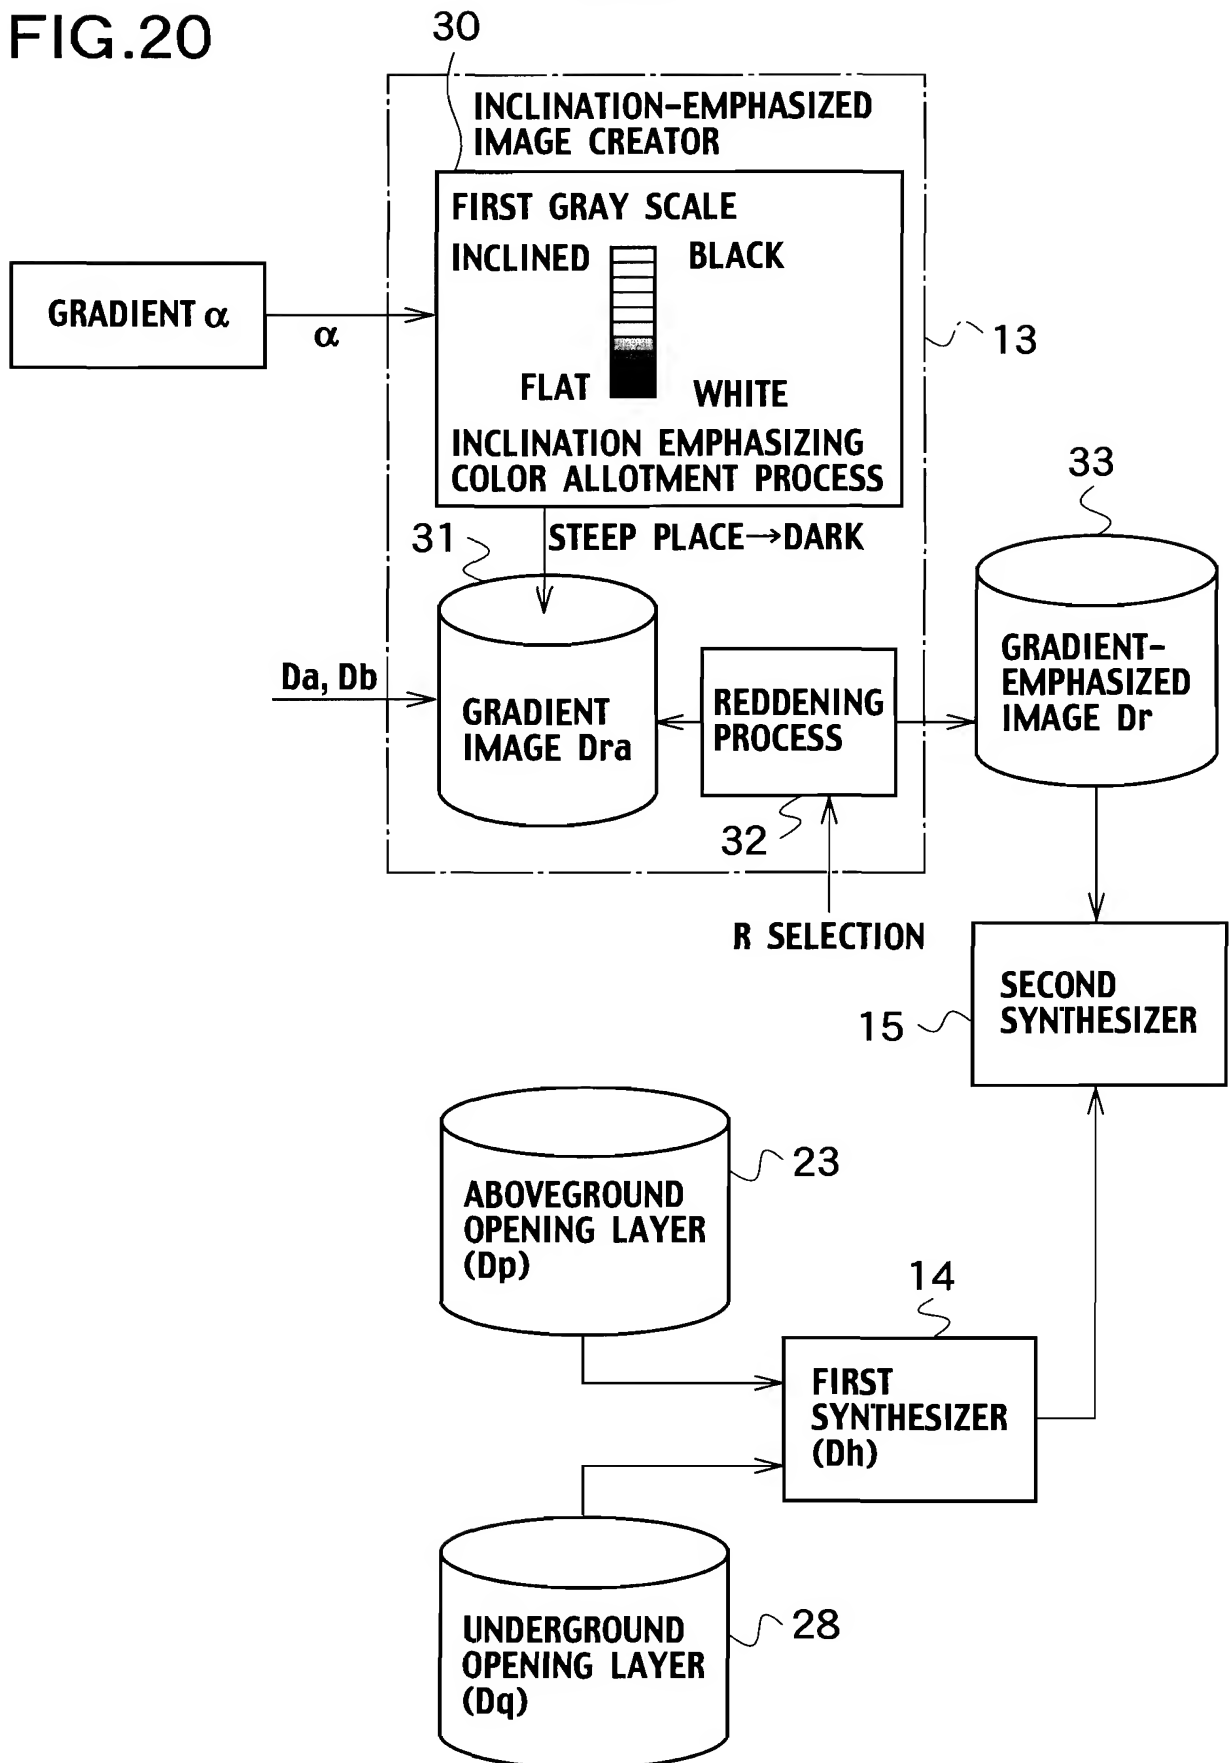 FIG.20
30
INCLINATION-EMPHASIZED
IMAGE CREATOR
FIRST GRAY SCALE
INCLINED
BLACK
FLAT
WHITE
INCLINATION EMPHASIZING
COLOR ALLOTMENT PROCESS
GRADIENT α
α
13
31
STEEP PLACE→DARK
33
Da, Db
GRADIENT
IMAGE Dra
REDDENING
PROCESS
32
GRADIENT-
EMPHASIZED
IMAGE Dr
R SELECTION
15
SECOND
SYNTHESIZER
23
ABOVEGROUND
OPENING LAYER
(Dp)
14
FIRST
SYNTHESIZER
(Dh)
28
UNDERGROUND
OPENING LAYER
(Dq)